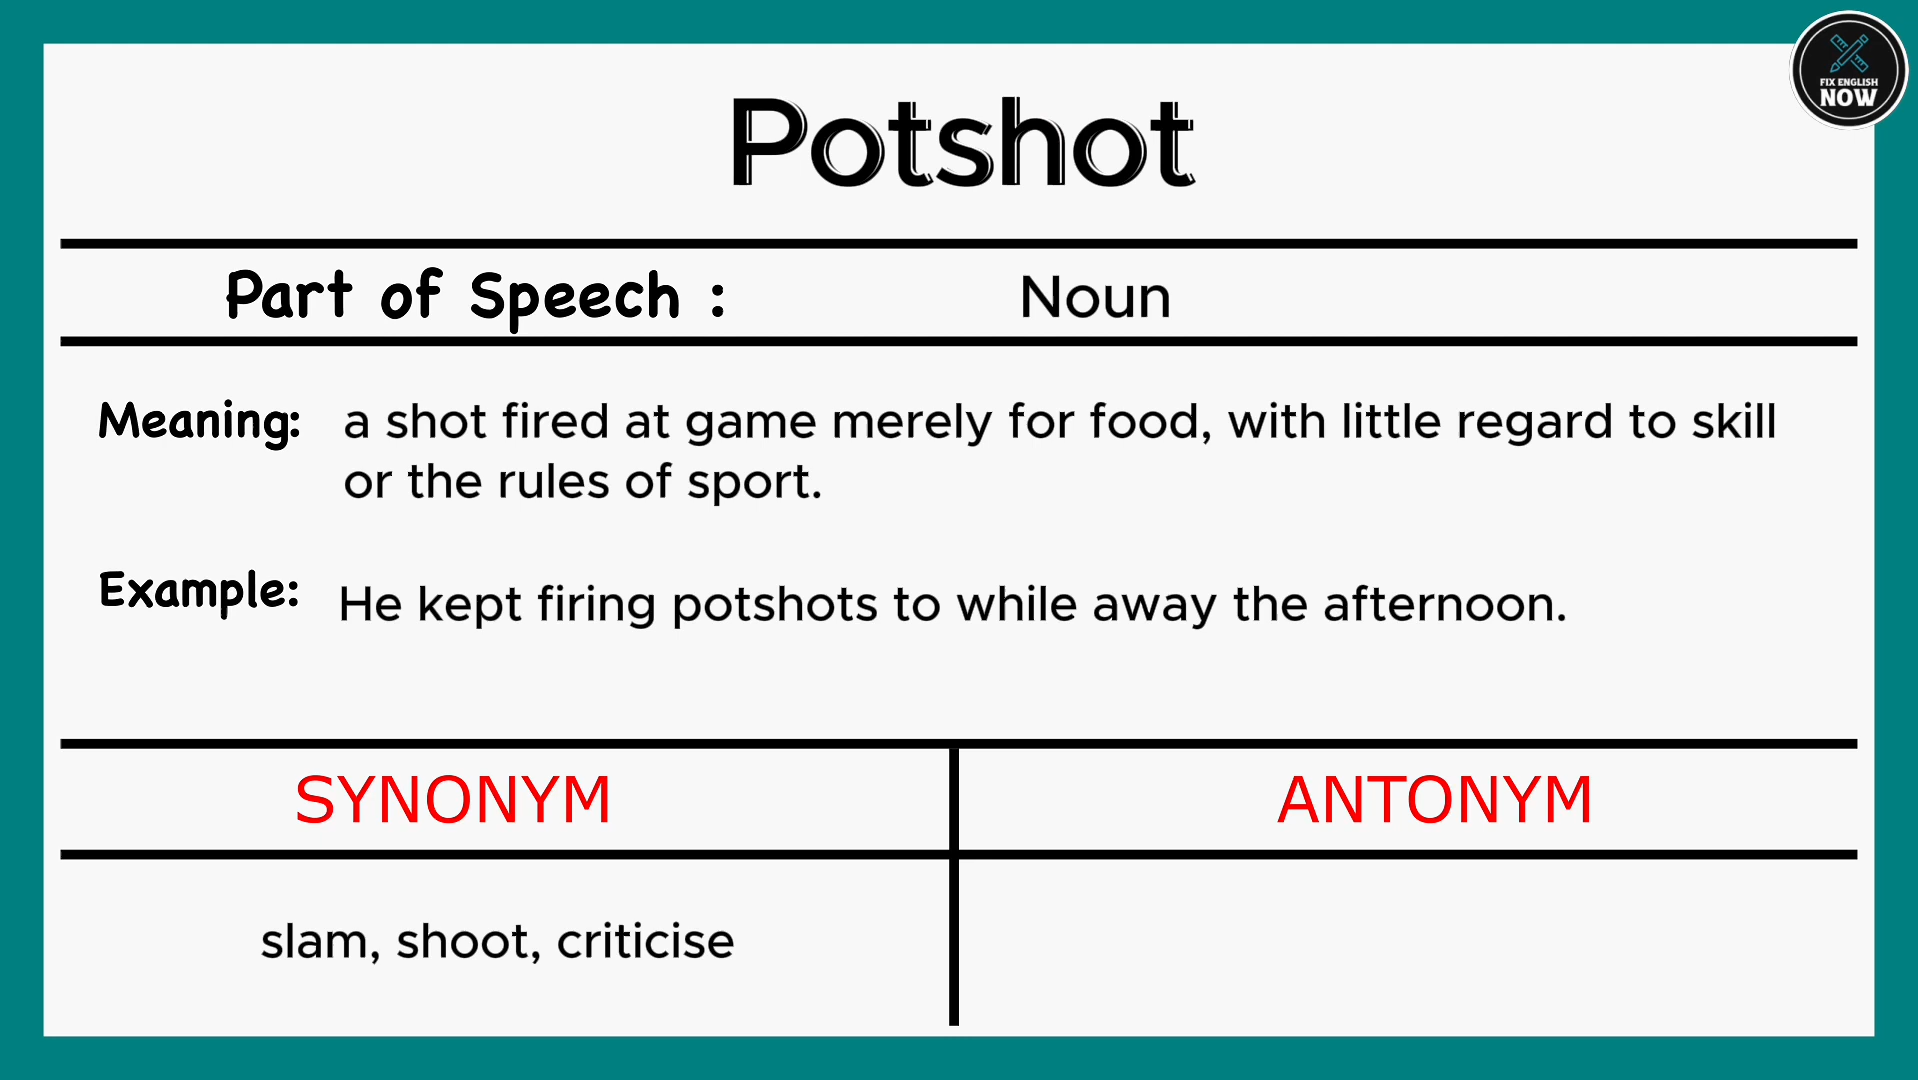 FIX ENGLISH
NOW
Potshot
Part of Speech : Noun
Meaning: a shot fired at game merely for food, with little regard to skill
or the rules of sport.
Example: He kept firing potshots to while away the afternoon.
SYNONYM ANTONYM
slam, shoot, criticise